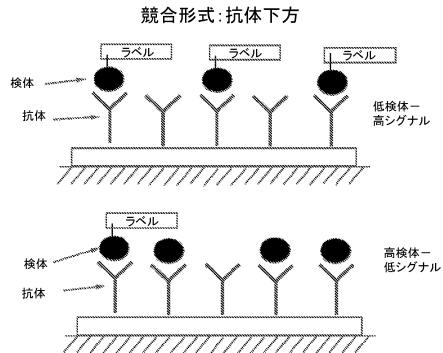 競合形式：抗体下方
ラベル
ラベル
ラベル
検体
抗体
低検体－
高シグナル
ラベル
検体
抗体
高検体－
低シグナル